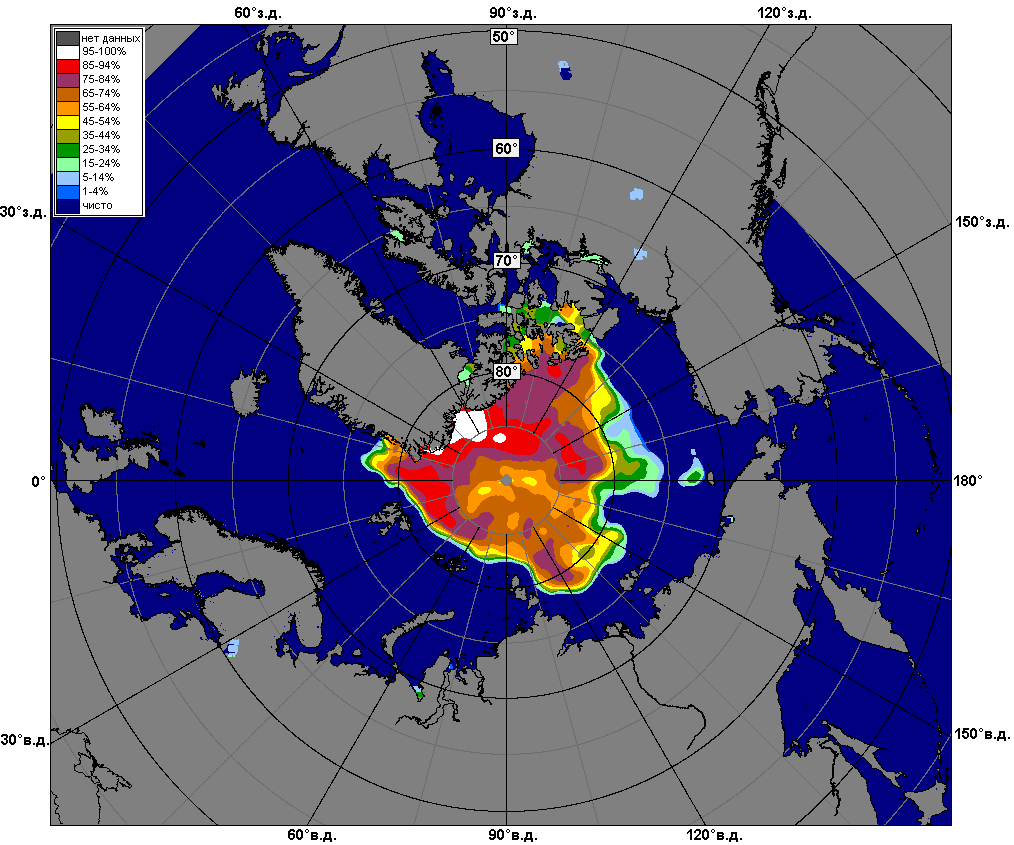 60°з.д.
90°з.д.
120°з.д.
нет данных
95-100%
85-94%
75-84%
65-74%
55-64%
45-54%
35-44%
25-34%
15-24%
5-14%
1-4%
чисто
50°
60°
70°
80°
30°з.д.
150°з.д.
0°
180°
30°в.д.
150°в.д.
60°в.д.
90°в.д.
120°в.д.